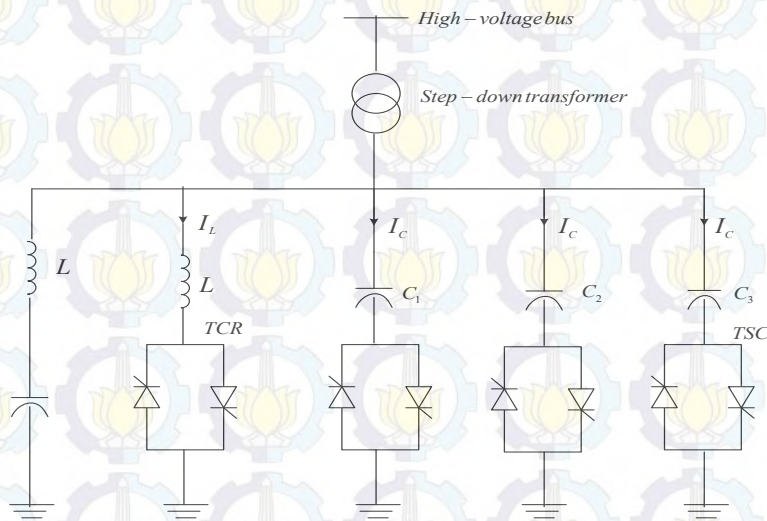 High – voltage bus
Step – down transformer
I_L
I_C
I_C
I_C
L
L
C_1
C_2
C_3
TCR
TSC